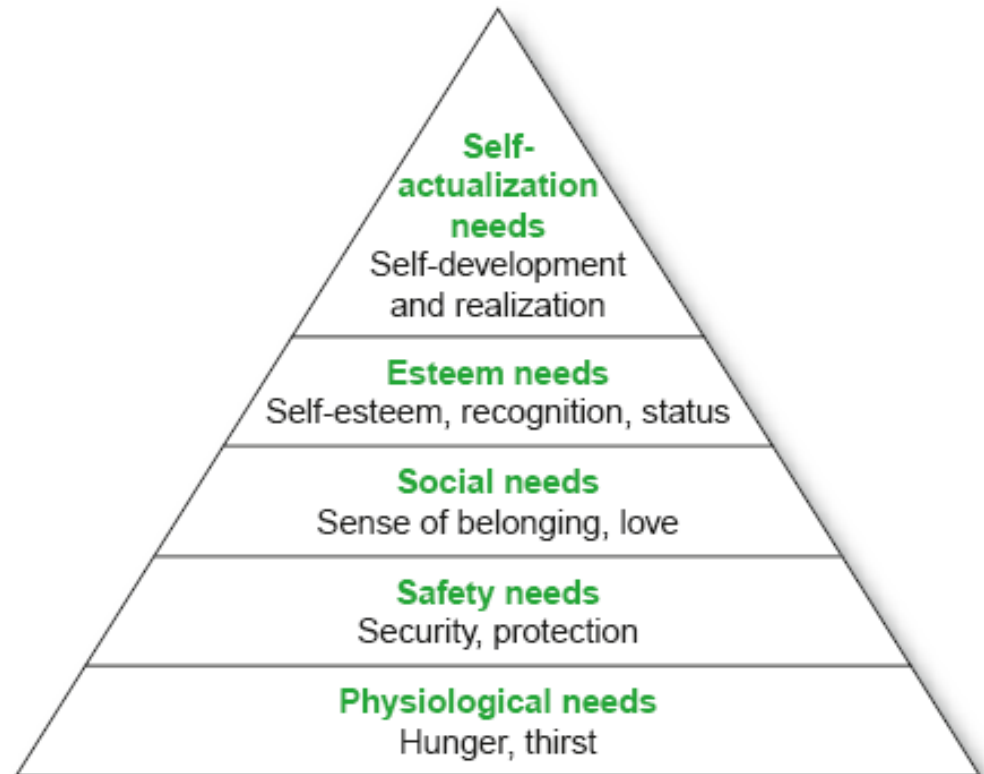 Self-
actualization
needs
Self-development
and realization
Esteem needs
Self-esteem, recognition, status
Social needs
Sense of belonging, love
Safety needs
Security, protection
Physiological needs
Hunger, thirst